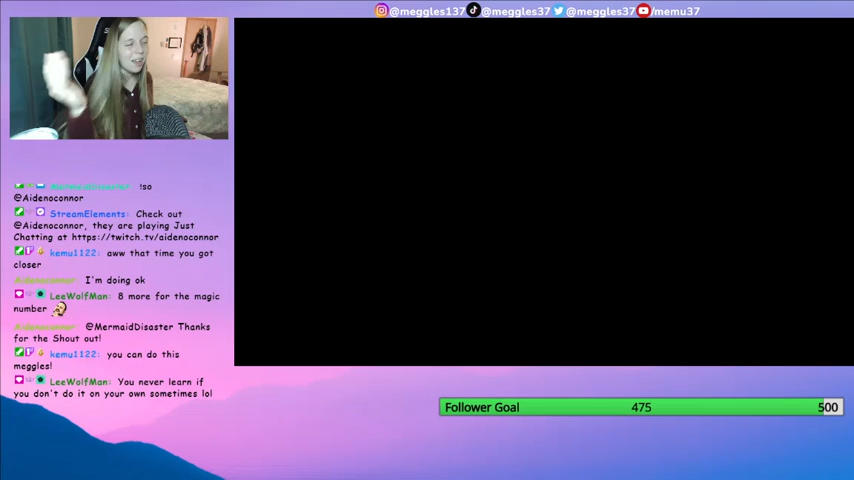 @meggles137 @meggles37 @meggles37 /memu37
!so
@Aidenoconnor
StreamElements: Check out
@Aidenoconnor, they are playing Just
Chatting at https://twitch.tv/aidenoconnor
kemu1122: aww that time you got
closer
Aidenoconnor: I'm doing ok
LeeWolfMan: 8 more for the magic
number
Aidenoconnor: @MermaidDisaster Thanks
for the Shout out!
kemu1122: you can do this
meggles!
LeeWolfMan: You never learn if
you don't do it on your own sometimes lol
Follower Goal 475 500